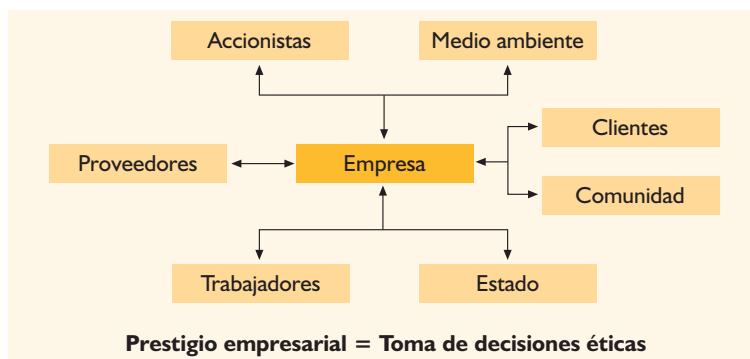 Accionistas
Medio ambiente
Clientes
Proveedores
Empresa
Comunidad
Trabajadores
Estado
Prestigio empresarial = Toma de decisiones éticas